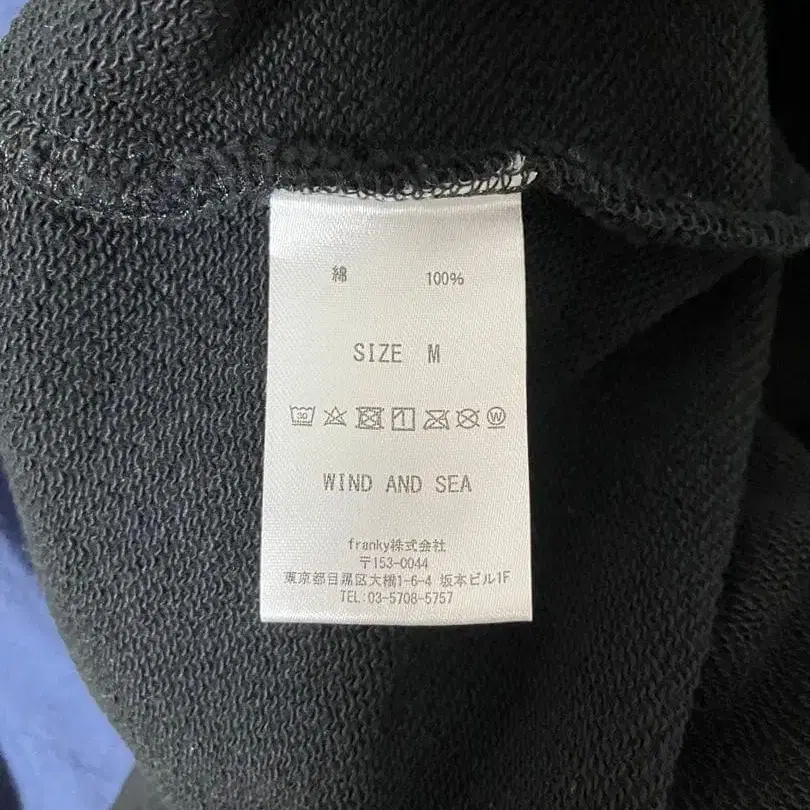 綿 100%
SIZE M
30
WIND AND SEA
franky株式会社
〒153-0044
東京都目黒区大橋1-6-4 坂本ビル1F
TEL:03-5708-5757